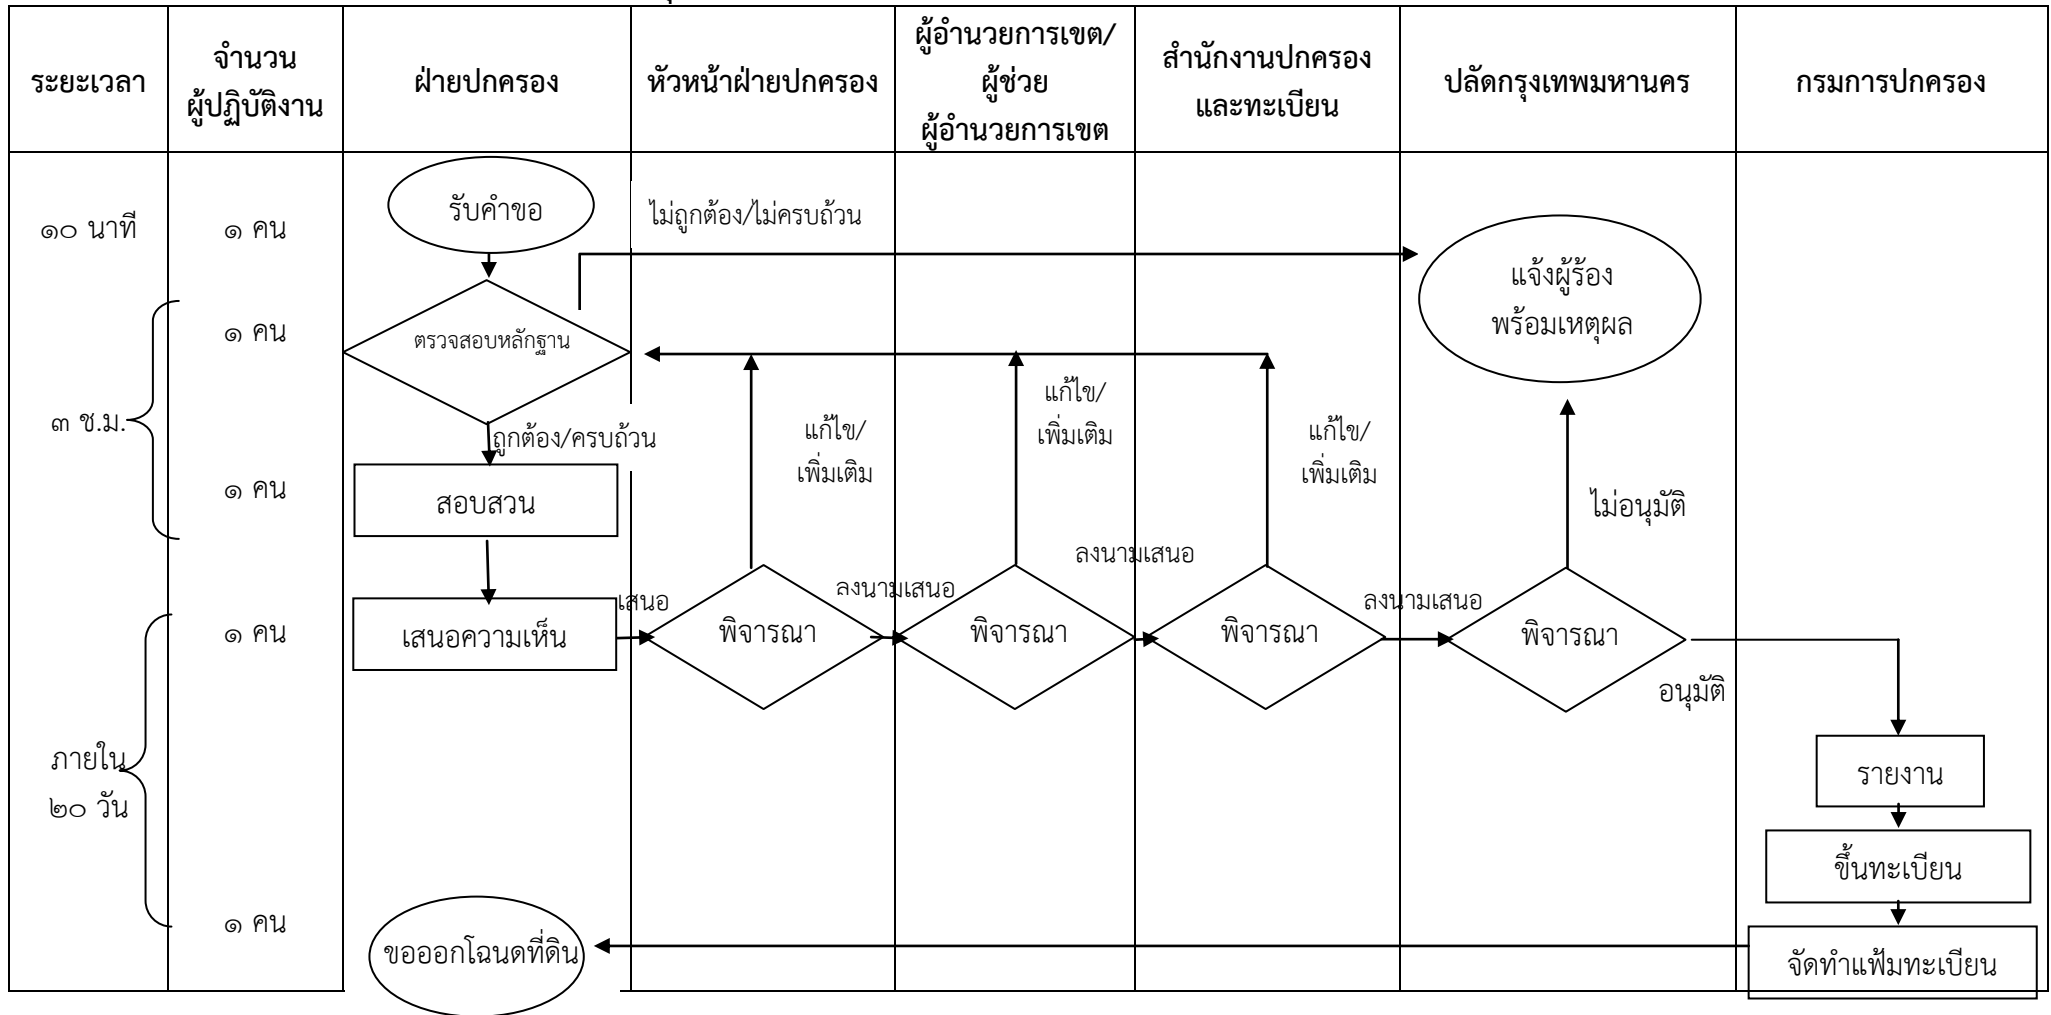 ระยะเวลา
จำนวน
ผู้ปฏิบัติงาน
ฝ่ายปกครอง
หัวหน้าฝ่ายปกครอง
ผู้อำนวยการเขต/
ผู้ช่วย
ผู้อำนวยการเขต
สำนักงานปกครอง
และทะเบียน
ปลัดกรุงเทพมหานคร
กรมการปกครอง
๑๐ นาที
๑ คน
รับคำขอ
ไม่ถูกต้อง/ไม่ครบถ้วน
แจ้งผู้ร้อง
พร้อมเหตุผล
๑ คน
ตรวจสอบหลักฐาน
๓ ช.ม.
ถูกต้อง/ครบถ้วน
แก้ไข/
เพิ่มเติม
แก้ไข/
เพิ่มเติม
แก้ไข/
เพิ่มเติม
๑ คน
สอบสวน
ไม่อนุมัติ
๑ คน
เสนอความเห็น
เสนอ
พิจารณา
ลงนามเสนอ
พิจารณา
ลงนามเสนอ
พิจารณา
ลงนามเสนอ
พิจารณา
อนุมัติ
ภายใน
๒๐ วัน
รายงาน
ขึ้นทะเบียน
๑ คน
ขอออกโฉนดที่ดิน
จัดทำแฟ้มทะเบียน